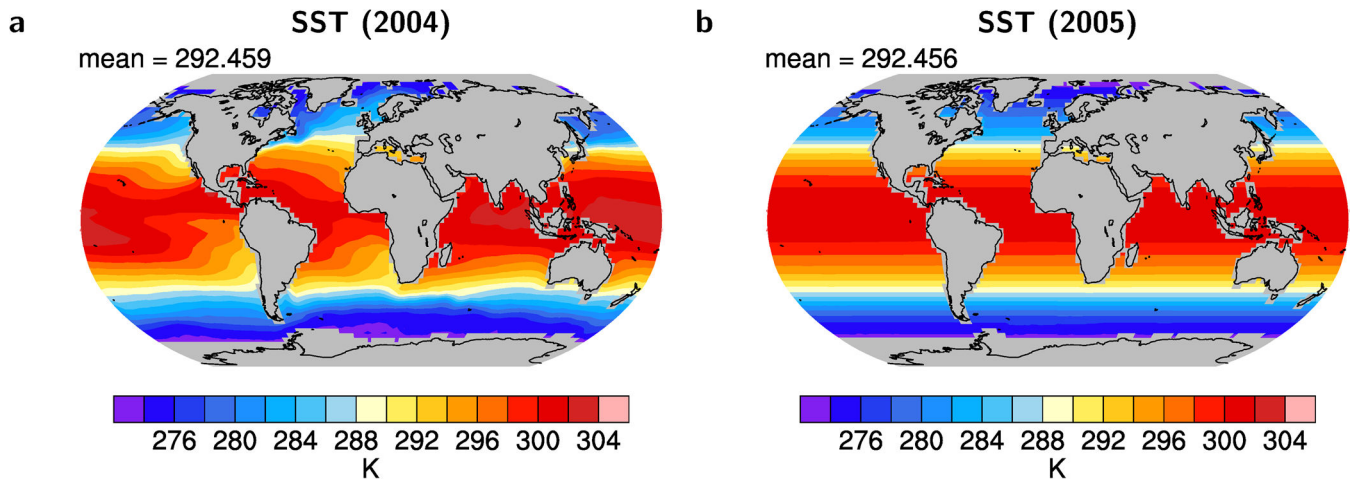 a
SST (2004)
mean = 292.459
276 280 284 288 292 296 300 304
K
b
SST (2005)
mean = 292.456
276 280 284 288 292 296 300 304
K